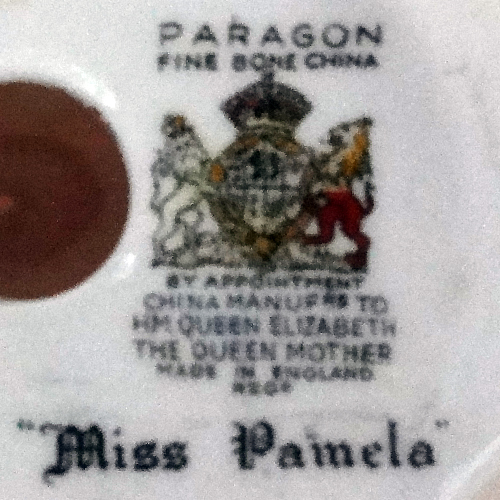 PARAGON
FINE BONE CHINA
BY APPOINTMENT
CHINA MANUFRS TO
H.M. QUEEN ELIZABETH
THE QUEEN MOTHER
MADE IN ENGLAND
REGD
"Miss Pamela"